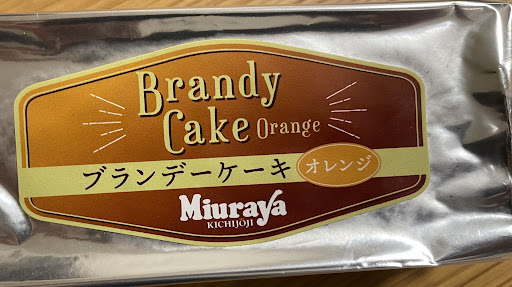 Brandy
Cake Orange
ブランデーケーキ オレンジ
Miuraya
KICHIJOJI